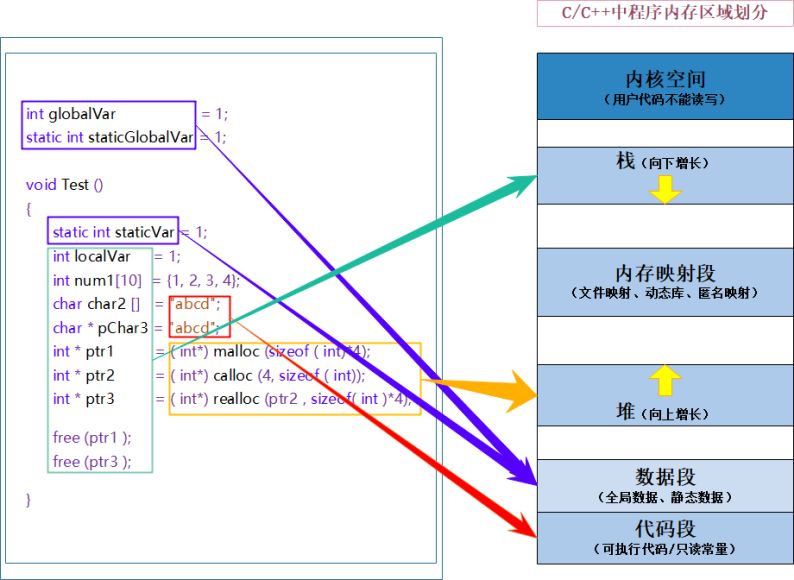 C/C++中程序内存区域划分
int globalVar = 1;
static int staticGlobalVar = 1;
void Test ()
{
static int staticVar = 1;
int localVar = 1;
int num1[10] = {1, 2, 3, 4};
char char2 [] = "abcd";
char * pChar3 = "abcd";
int * ptr1 = ( int*) malloc (sizeof ( int)*4);
int * ptr2 = ( int*) calloc (4, sizeof ( int));
int * ptr3 = ( int*) realloc (ptr2 , sizeof( int )*4);
free (ptr1 );
free (ptr3 );
}
内核空间
（用户代码不能读写）
栈（向下增长）
内存映射段
（文件映射、动态库、匿名映射）
堆（向上增长）
数据段
（全局数据、静态数据）
代码段
（可执行代码/只读常量）